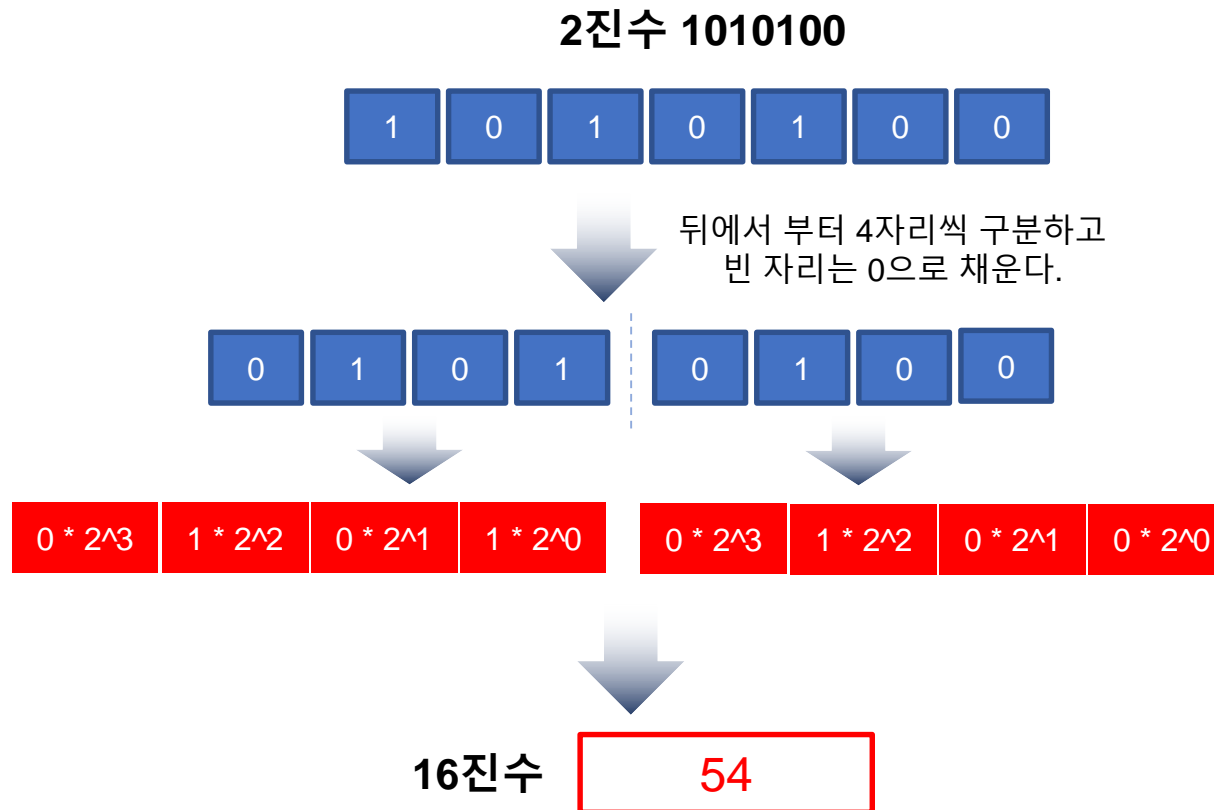 2진수 1010100
1 0 1 0 1 0 0
뒤에서 부터 4자리씩 구분하고
빈 자리는 0으로 채운다.
0 1 0 1 0 1 0 0
0 * 2^3 1 * 2^2 0 * 2^1 1 * 2^0 0 * 2^3 1 * 2^2 0 * 2^1 0 * 2^0
16진수 54